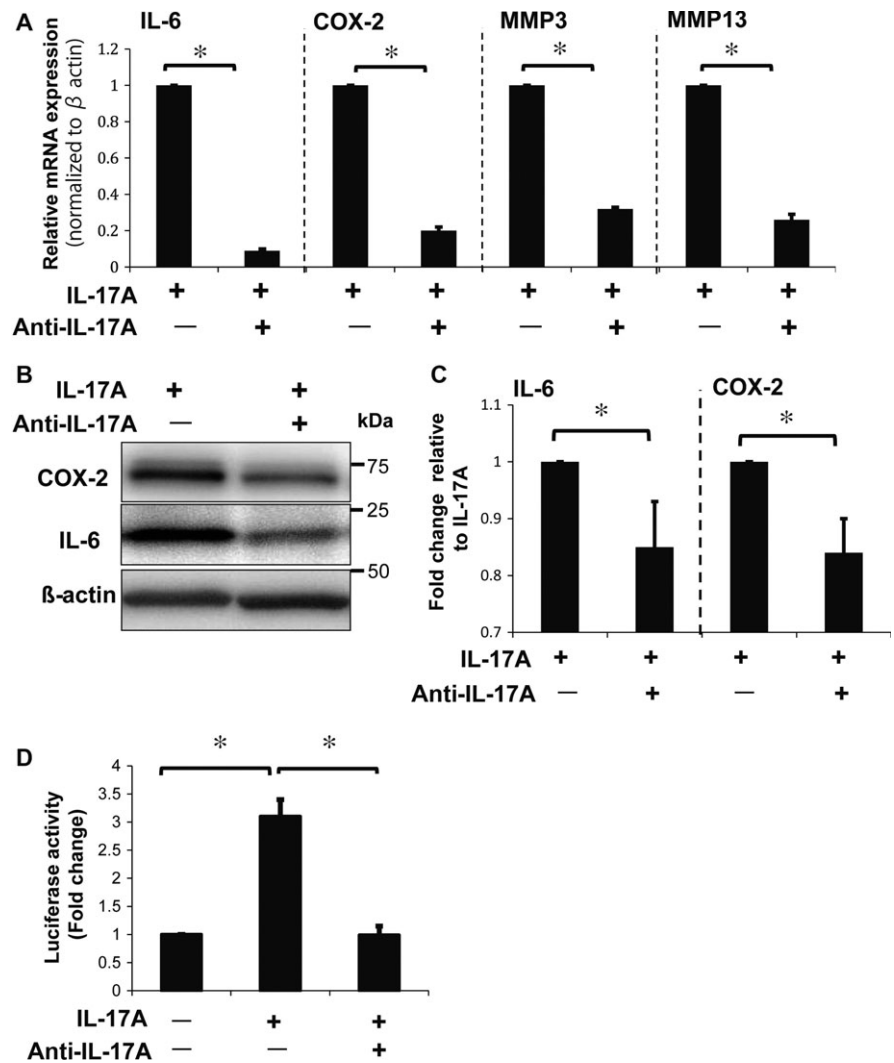 A
IL-6 COX-2 MMP3 MMP13
* * * *
Relative mRNA expression
(normalized to β actin)
1.2
1
0.8
0.6
0.4
0.2
0
IL-17A + + + + + + + +
Anti-IL-17A — + — + — + — +
B
IL-17A + +
Anti-IL-17A — + kDa
COX-2 75
IL-6 25
ß-actin 50
C
IL-6 COX-2
* *
Fold change relative
to IL-17A
1.1
1
0.9
0.8
0.7
IL-17A + + + +
Anti-IL-17A — + — +
D
* *
Luciferase activity
(Fold change)
4
3.5
3
2.5
2
1.5
1
0.5
0
IL-17A — + +
Anti-IL-17A — — +